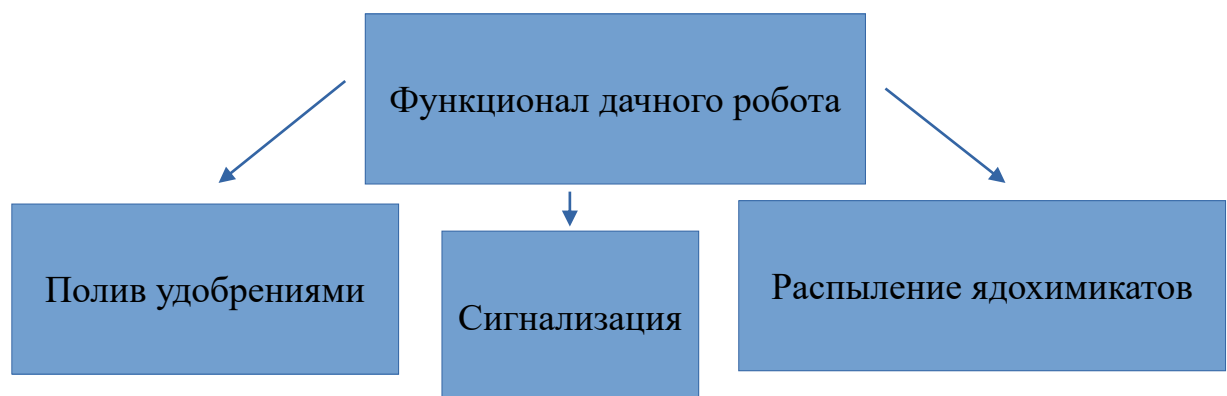 Функционал дачного робота
Полив удобрениями
Сигнализация
Распыление ядохимикатов